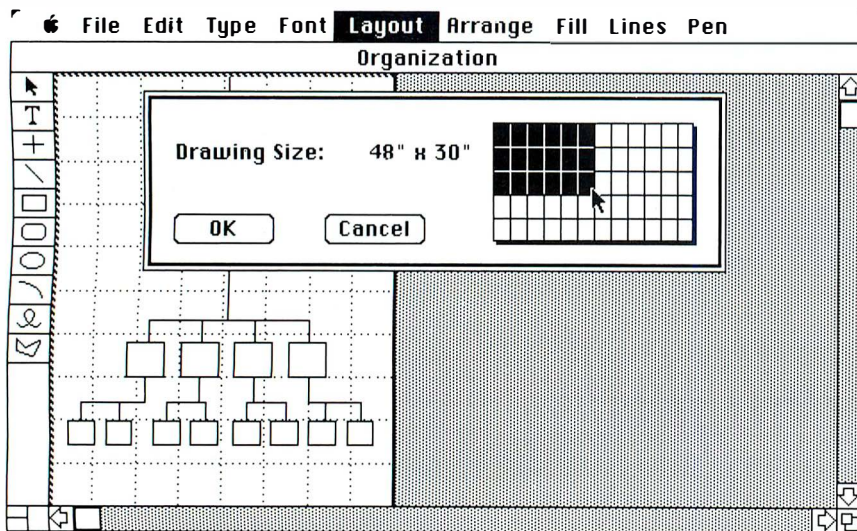 File Edit Type Font Layout Arrange Fill Lines Pen
Organization
T
Drawing Size: 48" x 30"
OK Cancel